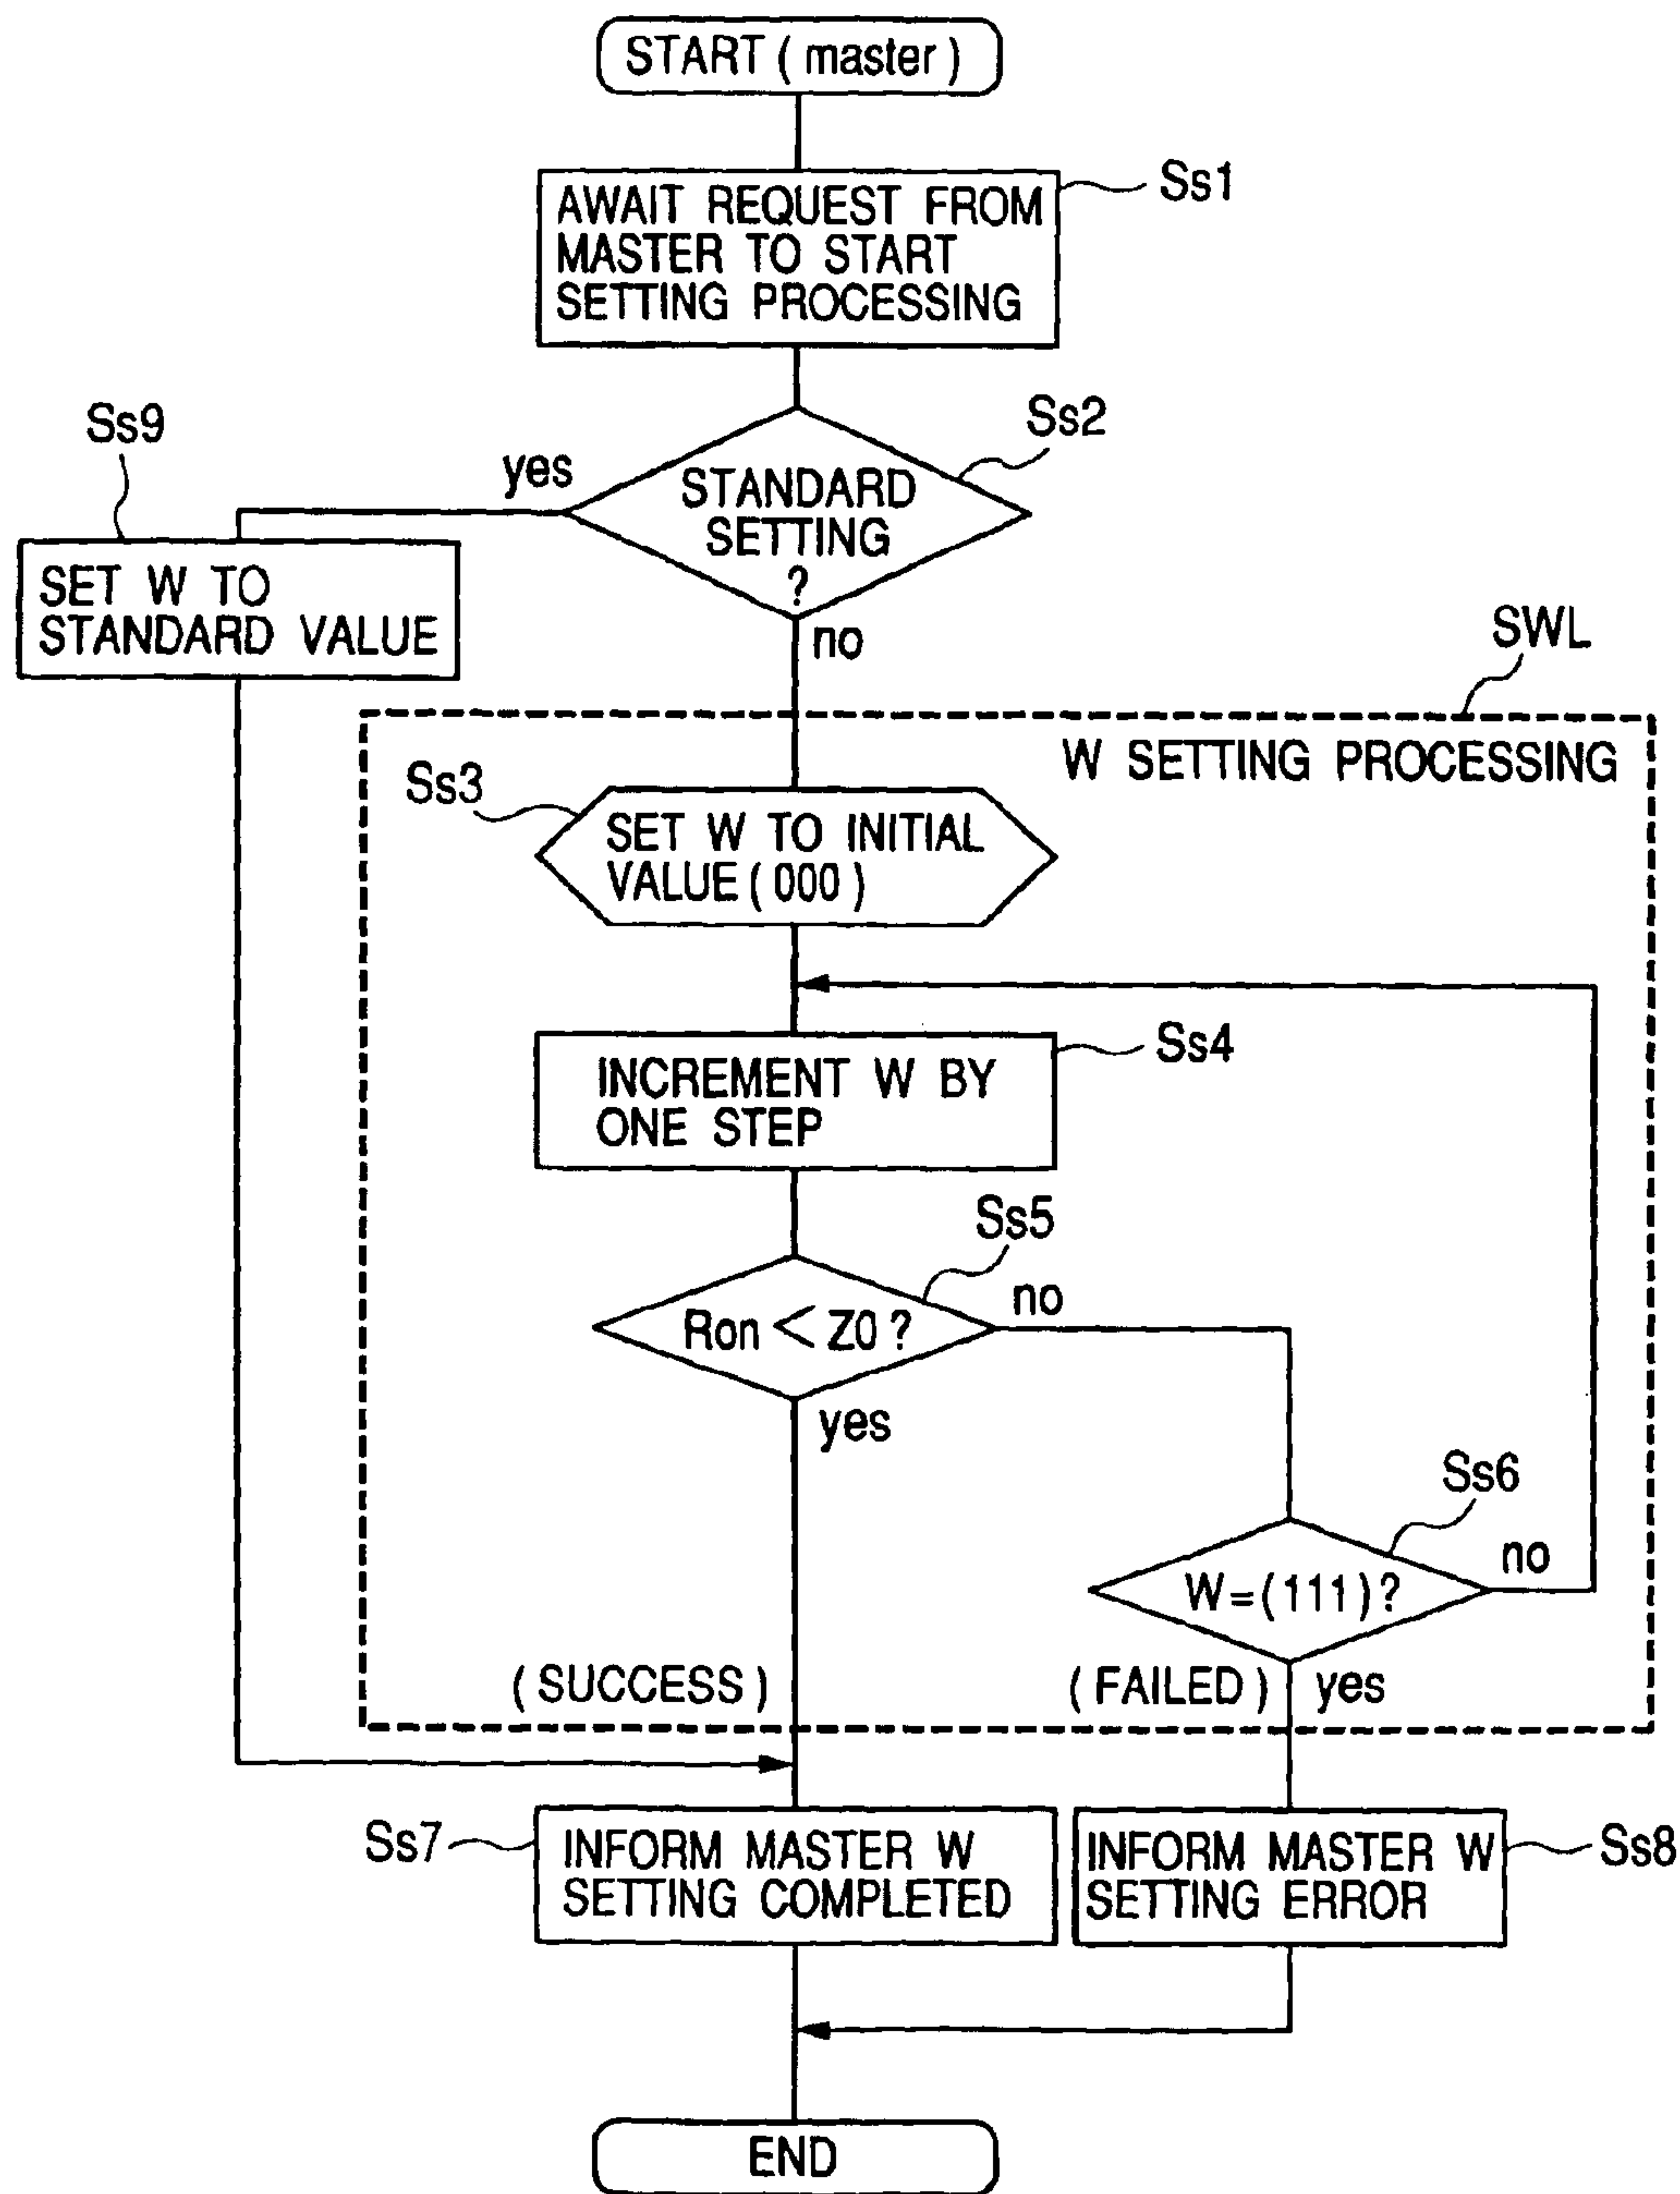 START ( master )
Ss1
AWAIT REQUEST FROM
MASTER TO START
SETTING PROCESSING
Ss9
Ss2
yes
STANDARD
SETTING
?
SET W TO
STANDARD VALUE
no
SWL
W SETTING PROCESSING
Ss3
SET W TO INITIAL
VALUE ( 000 )
Ss4
INCREMENT W BY
ONE STEP
Ss5
no
Ron < Z0 ?
yes
Ss6
no
W = (111) ?
( SUCCESS )
( FAILED )
yes
Ss7
INFORM MASTER W
SETTING COMPLETED
INFORM MASTER W
SETTING ERROR
Ss8
END